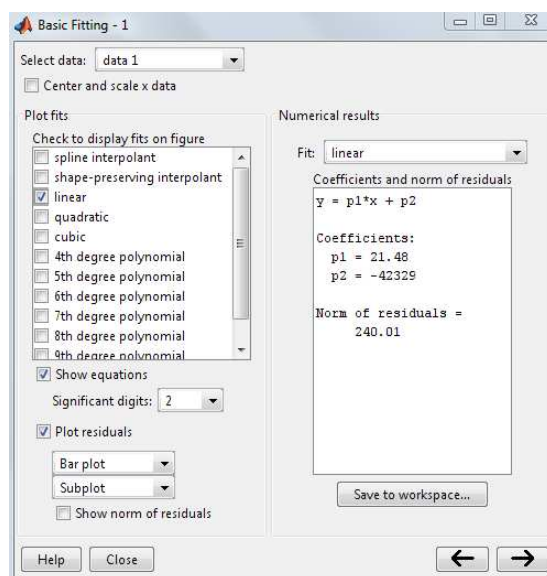 Basic Fitting - 1
Select data: data 1
Center and scale x data
Plot fits
Check to display fits on figure
spline interpolant
shape-preserving interpolant
linear
quadratic
cubic
4th degree polynomial
5th degree polynomial
6th degree polynomial
7th degree polynomial
8th degree polynomial
9th degree polynomial
Show equations
Significant digits: 2
Plot residuals
Bar plot
Subplot
Show norm of residuals
Numerical results
Fit: linear
Coefficients and norm of residuals
y = p1*x + p2
Coefficients:
p1 = 21.48
p2 = -42329
Norm of residuals =
240.01
Save to workspace...
Help
Close